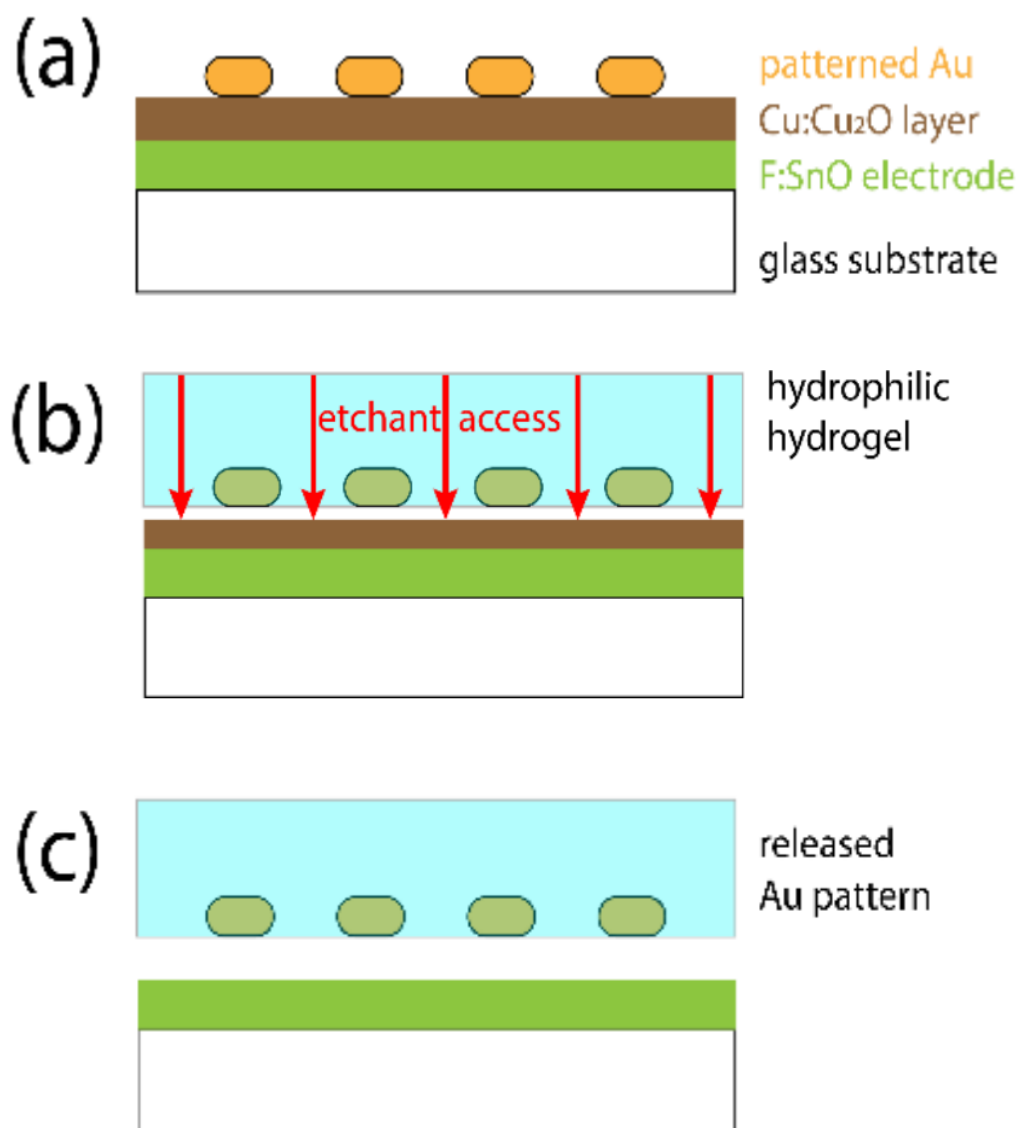 (a)
patterned Au
Cu:Cu₂O layer
F:SnO electrode
glass substrate
(b)
etchant access
hydrophilic
hydrogel
(c)
released
Au pattern